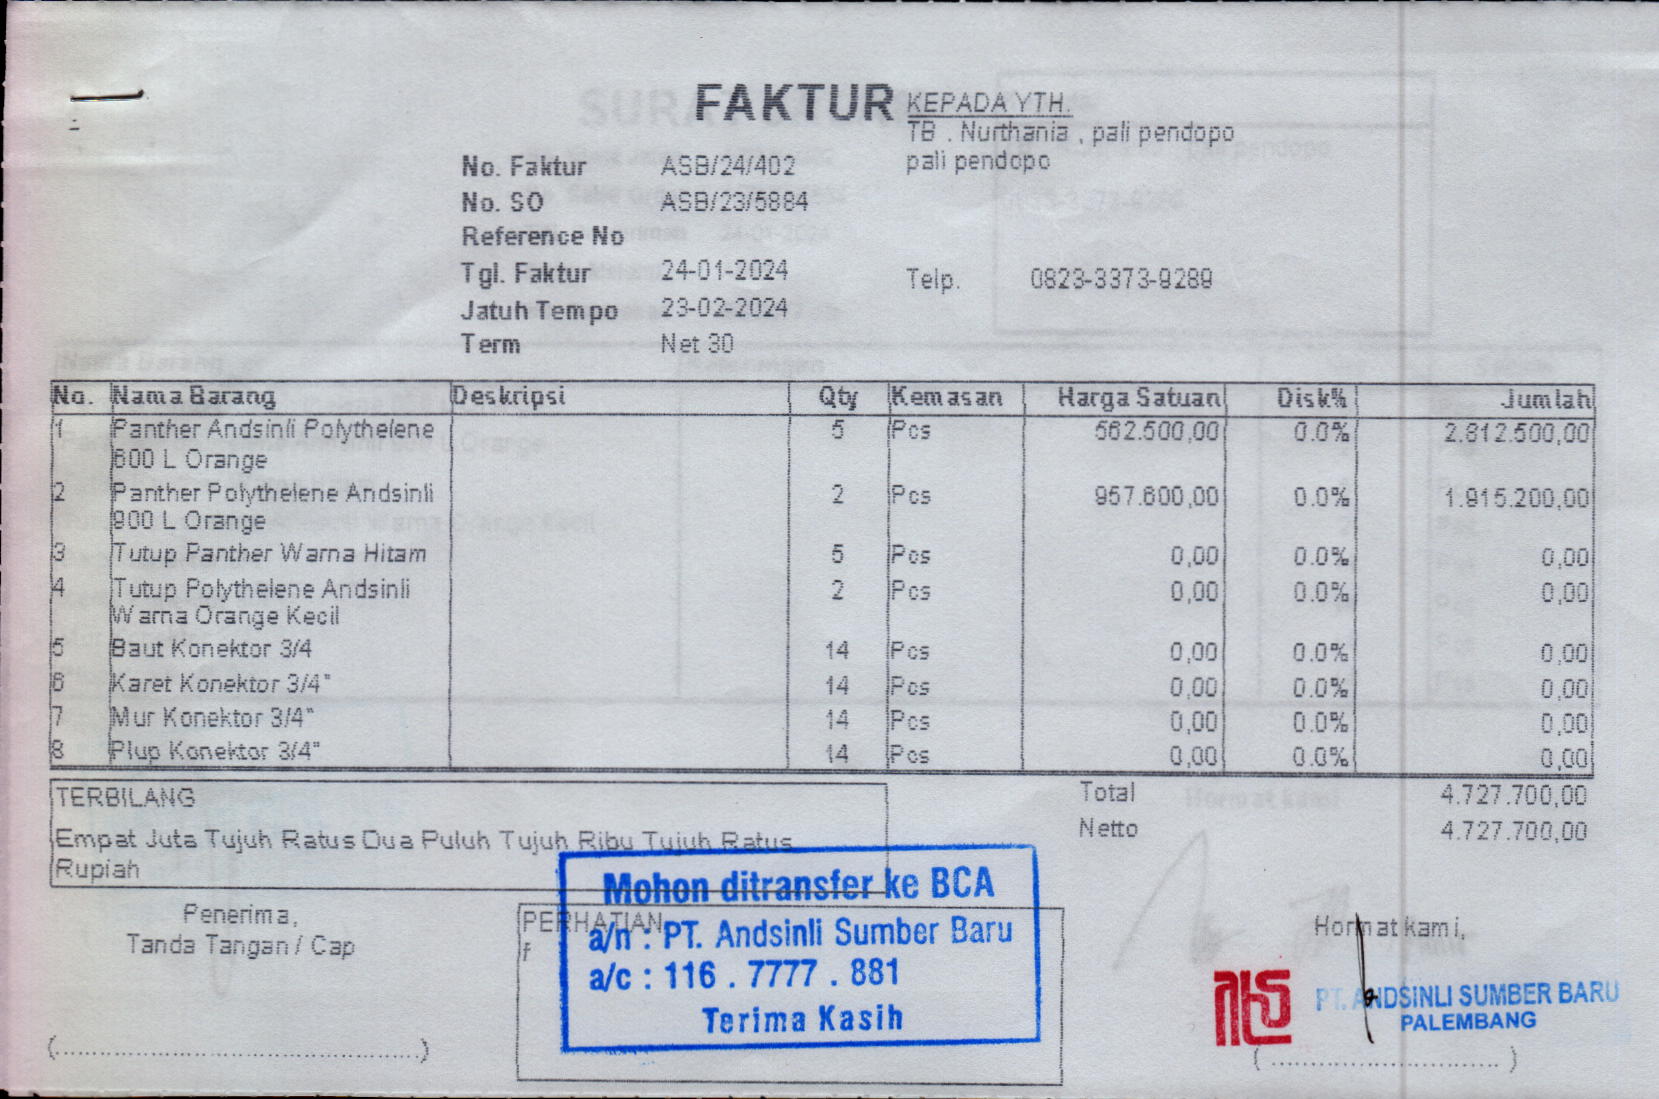 FAKTUR
KEPADA YTH.
TB . Nurthania , pali pendopo
pali pendopo
No. Faktur ASB/24/402
No. SO ASB/23/5884
Reference No
Tgl. Faktur 24-01-2024
Telp. 0823-3373-9289
Jatuh Tempo 23-02-2024
Term Net 30
No. Nama Barang Deskripsi Qty Kemasan Harga Satuan Disk% Jumlah
1 Panther Andsinli Polythelene 5 Pcs 562.500,00 0.0% 2.812.500,00
600 L Orange
2 Panther Polythelene Andsinli 2 Pcs 957.600,00 0.0% 1.915.200,00
900 L Orange
3 Tutup Panther Warna Hitam 5 Pcs 0,00 0.0% 0,00
4 Tutup Polythelene Andsinli 2 Pcs 0,00 0.0% 0,00
Warna Orange Kecil
5 Baut Konektor 3/4 14 Pcs 0,00 0.0% 0,00
6 Karet Konektor 3/4" 14 Pcs 0,00 0.0% 0,00
7 Mur Konektor 3/4" 14 Pcs 0,00 0.0% 0,00
8 Plup Konektor 3/4" 14 Pcs 0,00 0.0% 0,00
TERBILANG
Empat Juta Tujuh Ratus Dua Puluh Tujuh Ribu Tujuh Ratus
Rupiah
Total 4.727.700,00
Netto 4.727.700,00
Penerima,
Tanda Tangan / Cap
(......................................................)
PERHATIAN
f
Mohon ditransfer ke BCA
a/n : PT. Andsinli Sumber Baru
a/c : 116 . 7777 . 881
Terima Kasih
Hormat kami,
PT. ANDSINLI SUMBER BARU
PALEMBANG
(..................................)